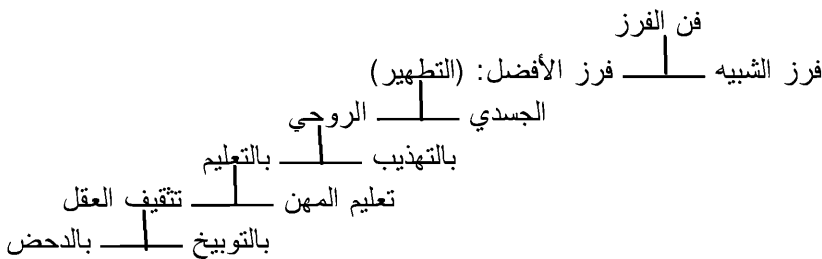 فن الفرز
فرز الشبيه فرز الأفضل: (التطهير)
الجسدي الروحي
بالتهذيب بالتعليم
تعليم المهن تثقيف العقل
بالتوبيخ بالدحض